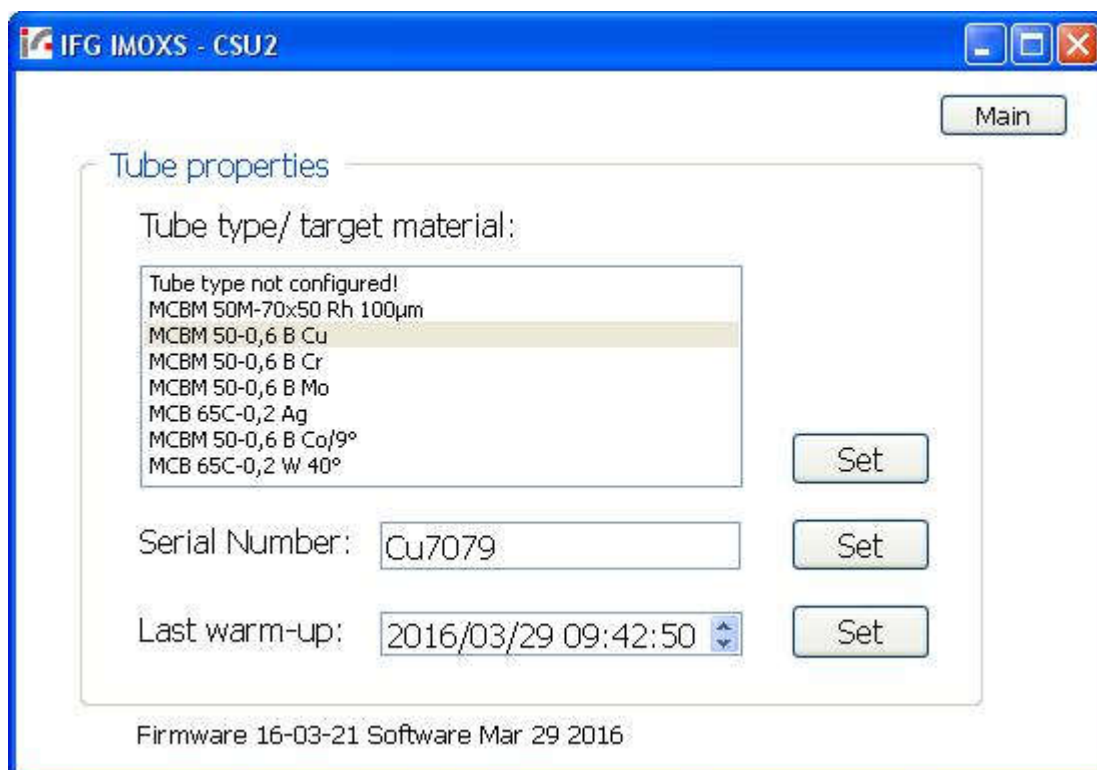 IFG IMOXS - CSU2
Main
Tube properties
Tube type/ target material:
Tube type not configured!
MCBM 50M-70x50 Rh 100µm
MCBM 50-0,6 B Cu
MCBM 50-0,6 B Cr
MCBM 50-0,6 B Mo
MCB 65C-0,2 Ag
MCBM 50-0,6 B Co/9°
MCB 65C-0,2 W 40°
Set
Serial Number: Cu7079 Set
Last warm-up: 2016/03/29 09:42:50 Set
Firmware 16-03-21 Software Mar 29 2016